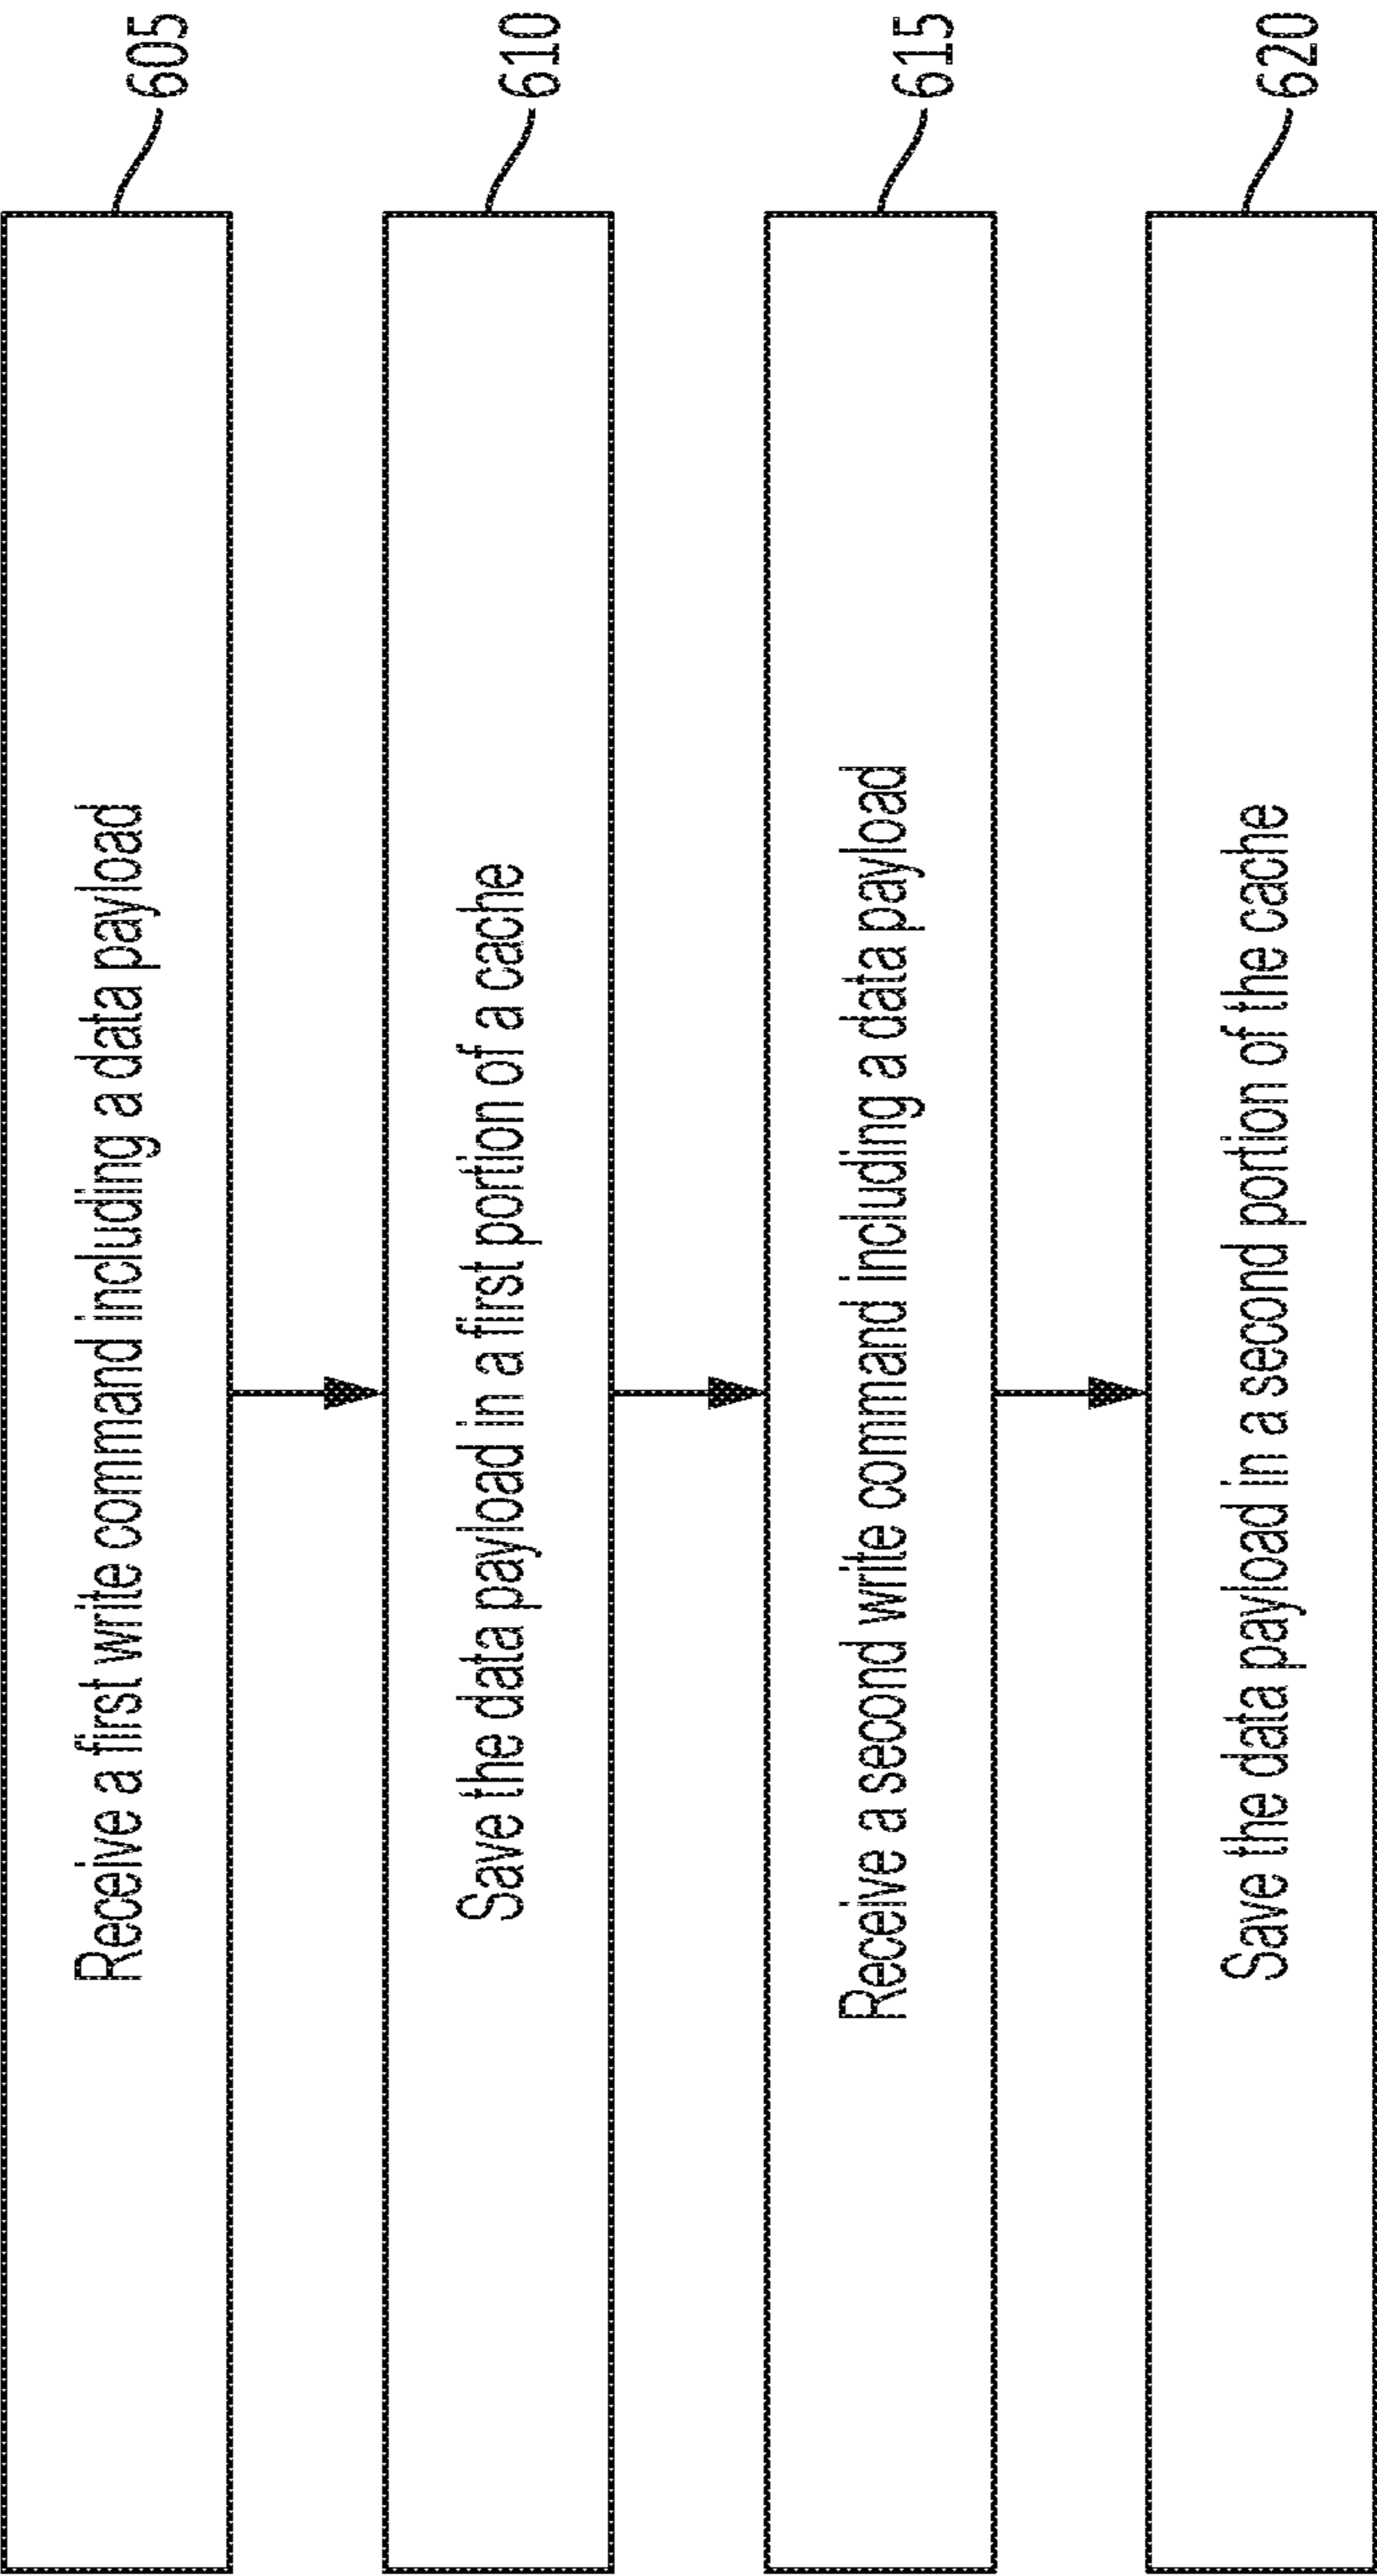 Receive a first write command including a data payload
605
Save the data payload in a first portion of a cache
610
Receive a second write command including a data payload
615
Save the data payload in a second portion of the cache
620